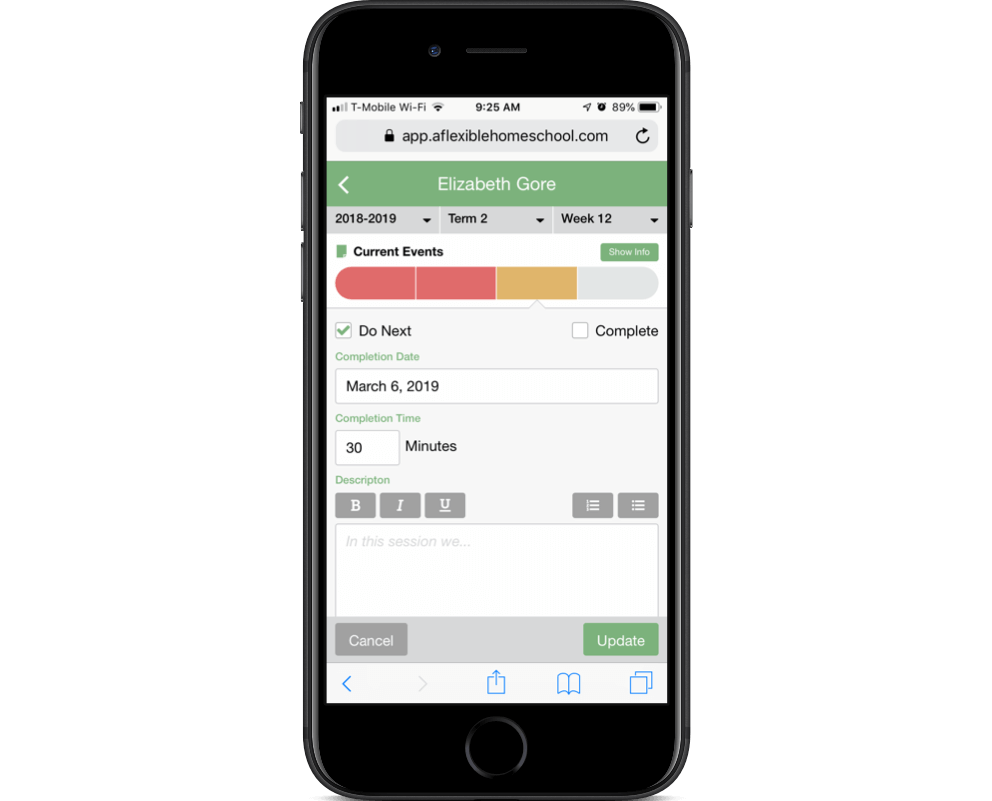 T-Mobile Wi-Fi 9:25 AM 89%
app.aflexiblehomeschool.com
Elizabeth Gore
2018-2019 Term 2 Week 12
Current Events Show Info
Do Next Complete
Completion Date
March 6, 2019
Completion Time
30 Minutes
Descripton
B I U
In this session we...
Cancel Update